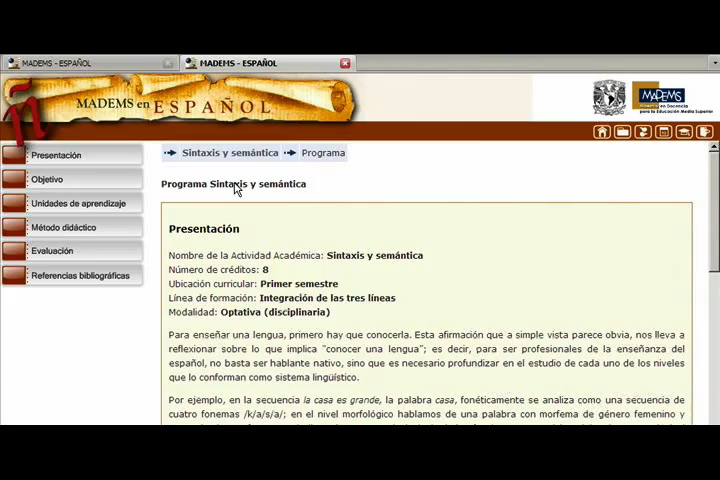 MADEMS - ESPAÑOL
MADEMS - ESPAÑOL
MADEMS en ESPAÑOL
MADEMS
para la Educación Media Superior
Presentación
Objetivo
Unidades de aprendizaje
Método didáctico
Evaluación
Referencias bibliográficas
Sintaxis y semántica Programa
Programa Sintaxis y semántica
Presentación
Nombre de la Actividad Académica: Sintaxis y semántica
Número de créditos: 8
Ubicación curricular: Primer semestre
Línea de formación: Integración de las tres líneas
Modalidad: Optativa (disciplinaria)
Para enseñar una lengua, primero hay que conocerla. Esta afirmación que a simple vista parece obvia, nos lleva a
reflexionar sobre lo que implica "conocer una lengua"; es decir, para ser profesionales de la enseñanza del
español, no basta ser hablante nativo, sino que es necesario profundizar en el estudio de cada uno de los niveles
que lo conforman como sistema lingüístico.
Por ejemplo, en la secuencia la casa es grande, la palabra casa, fonéticamente se analiza como una secuencia de
cuatro fonemas /k/a/s/a/; en el nivel morfológico hablamos de una palabra con morfema de género femenino y